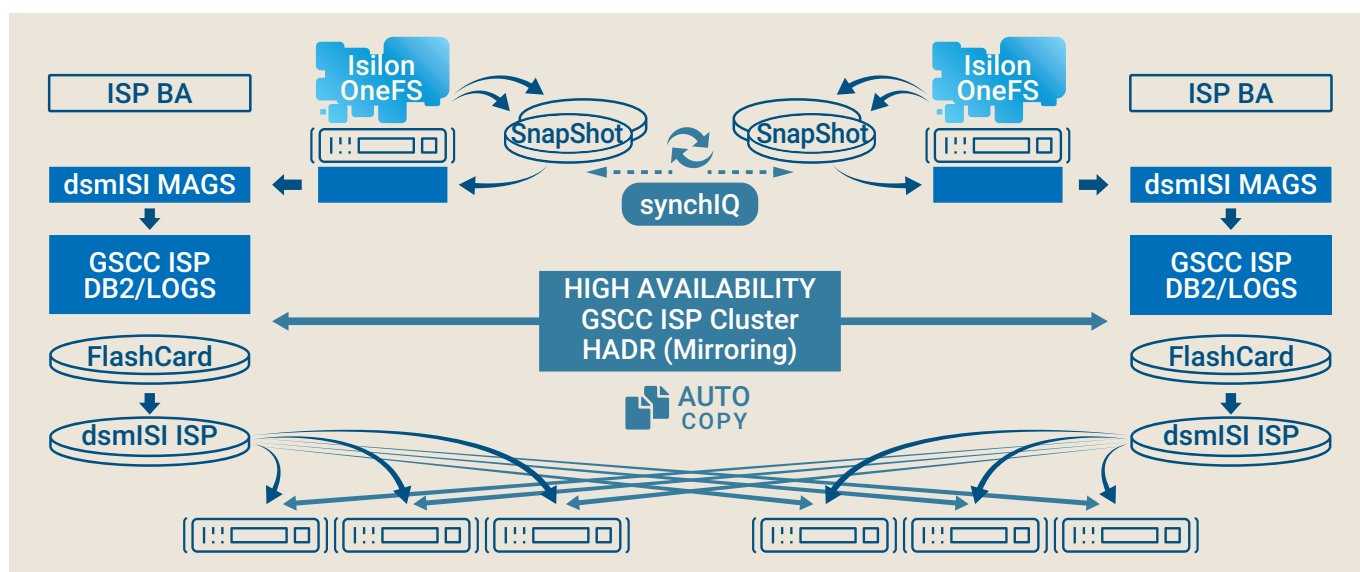 Isilon
OneFS
Isilon
OneFS
ISP BA
ISP BA
SnapShot
SnapShot
dsmISI MAGS
synchIQ
dsmISI MAGS
GSCC ISP
DB2/LOGS
GSCC ISP
DB2/LOGS
HIGH AVAILABILITY
GSCC ISP Cluster
HADR (Mirroring)
FlashCard
FlashCard
AUTO
COPY
dsmISI ISP
dsmISI ISP